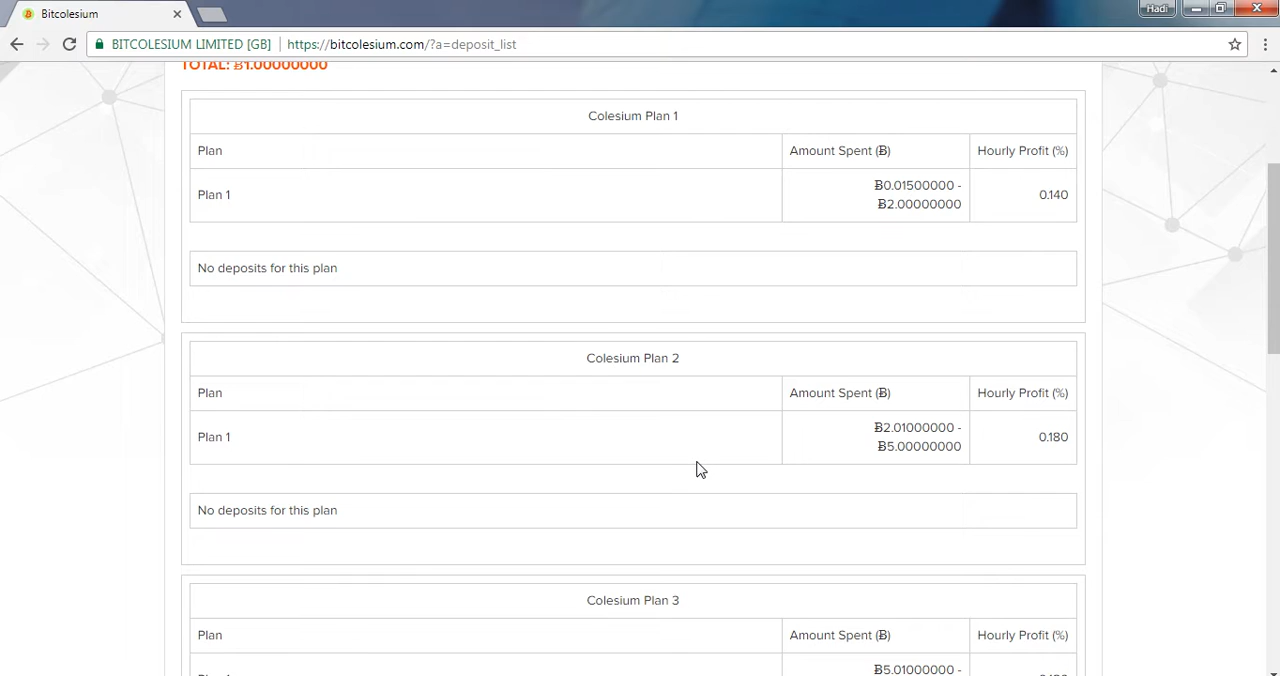 Bitcolesium
Hadi
BITCOLESIUM LIMITED [GB] https://bitcolesium.com/?a=deposit_list
TOTAL: Ƀ1.00000000
Colesium Plan 1
Plan Amount Spent (Ƀ) Hourly Profit (%)
Plan 1 Ƀ0.01500000 - 0.140
Ƀ2.00000000
No deposits for this plan
Colesium Plan 2
Plan Amount Spent (Ƀ) Hourly Profit (%)
Plan 1 Ƀ2.01000000 - 0.180
Ƀ5.00000000
No deposits for this plan
Colesium Plan 3
Plan Amount Spent (Ƀ) Hourly Profit (%)
Ƀ5.01000000 -